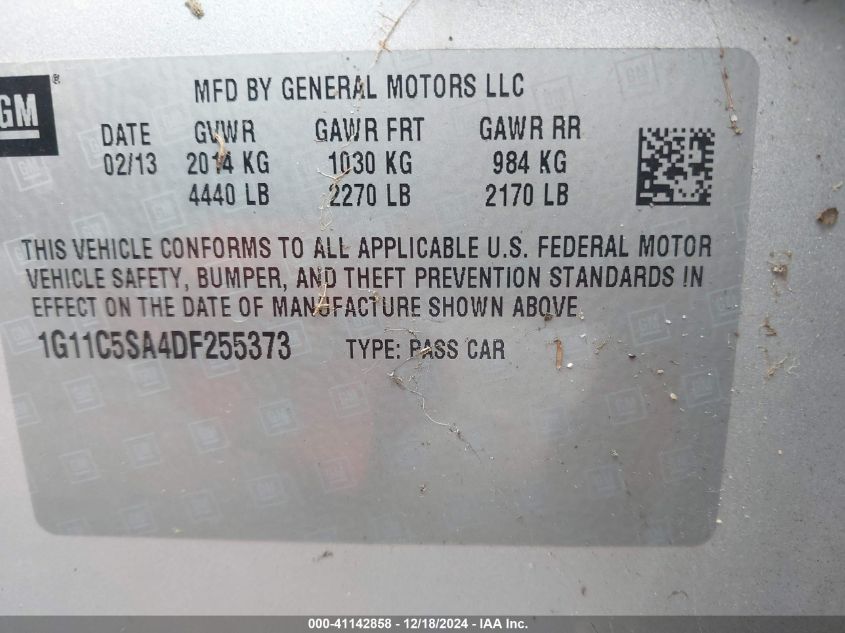 GM ®
MFD BY GENERAL MOTORS LLC
DATE GVWR GAWR FRT GAWR RR
02/13 2014 KG 1030 KG 984 KG
4440 LB 2270 LB 2170 LB
THIS VEHICLE CONFORMS TO ALL APPLICABLE U.S. FEDERAL MOTOR
VEHICLE SAFETY, BUMPER, AND THEFT PREVENTION STANDARDS IN
EFFECT ON THE DATE OF MANUFACTURE SHOWN ABOVE
1G11C5SA4DF255373 TYPE: PASS CAR
000-41142858 - 12/18/2024 - IAA Inc.